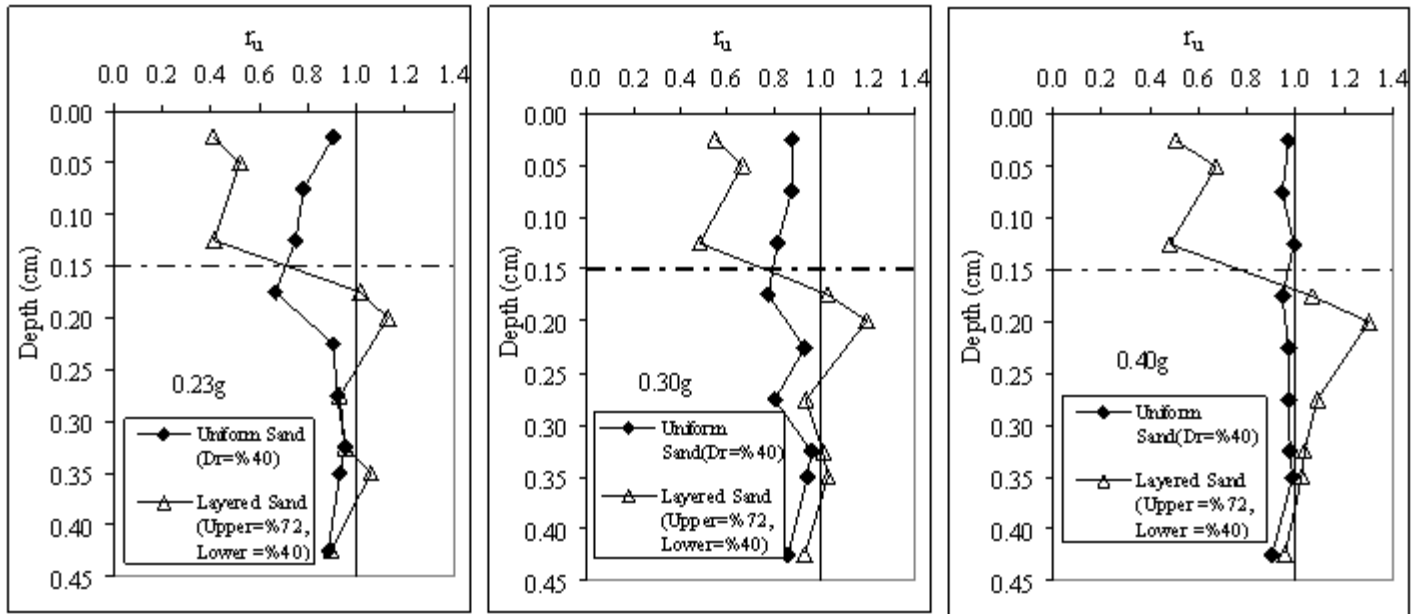 r_u
0.0 0.2 0.4 0.6 0.8 1.0 1.2 1.4
0.00
0.05
0.10
0.15
0.20
0.25
0.30
0.35
0.40
0.45
Depth (cm)
0.23g
Uniform Sand
(Dr=%40)
Layered Sand
(Upper=%72,
Lower =%40)
r_u
0.0 0.2 0.4 0.6 0.8 1.0 1.2 1.4
0.00
0.05
0.10
0.15
0.20
0.25
0.30
0.35
0.40
0.45
Depth (cm)
0.30g
Uniform
Sand(Dr=%40)
Layered Sand
(Upper=%72,
Lower=%40)
r_u
0.0 0.2 0.4 0.6 0.8 1.0 1.2 1.4
0.00
0.05
0.10
0.15
0.20
0.25
0.30
0.35
0.40
0.45
Depth (cm)
0.40g
Uniform
Sand(Dr=%40)
Layered Sand
(Upper =%72,
Lower=%40)